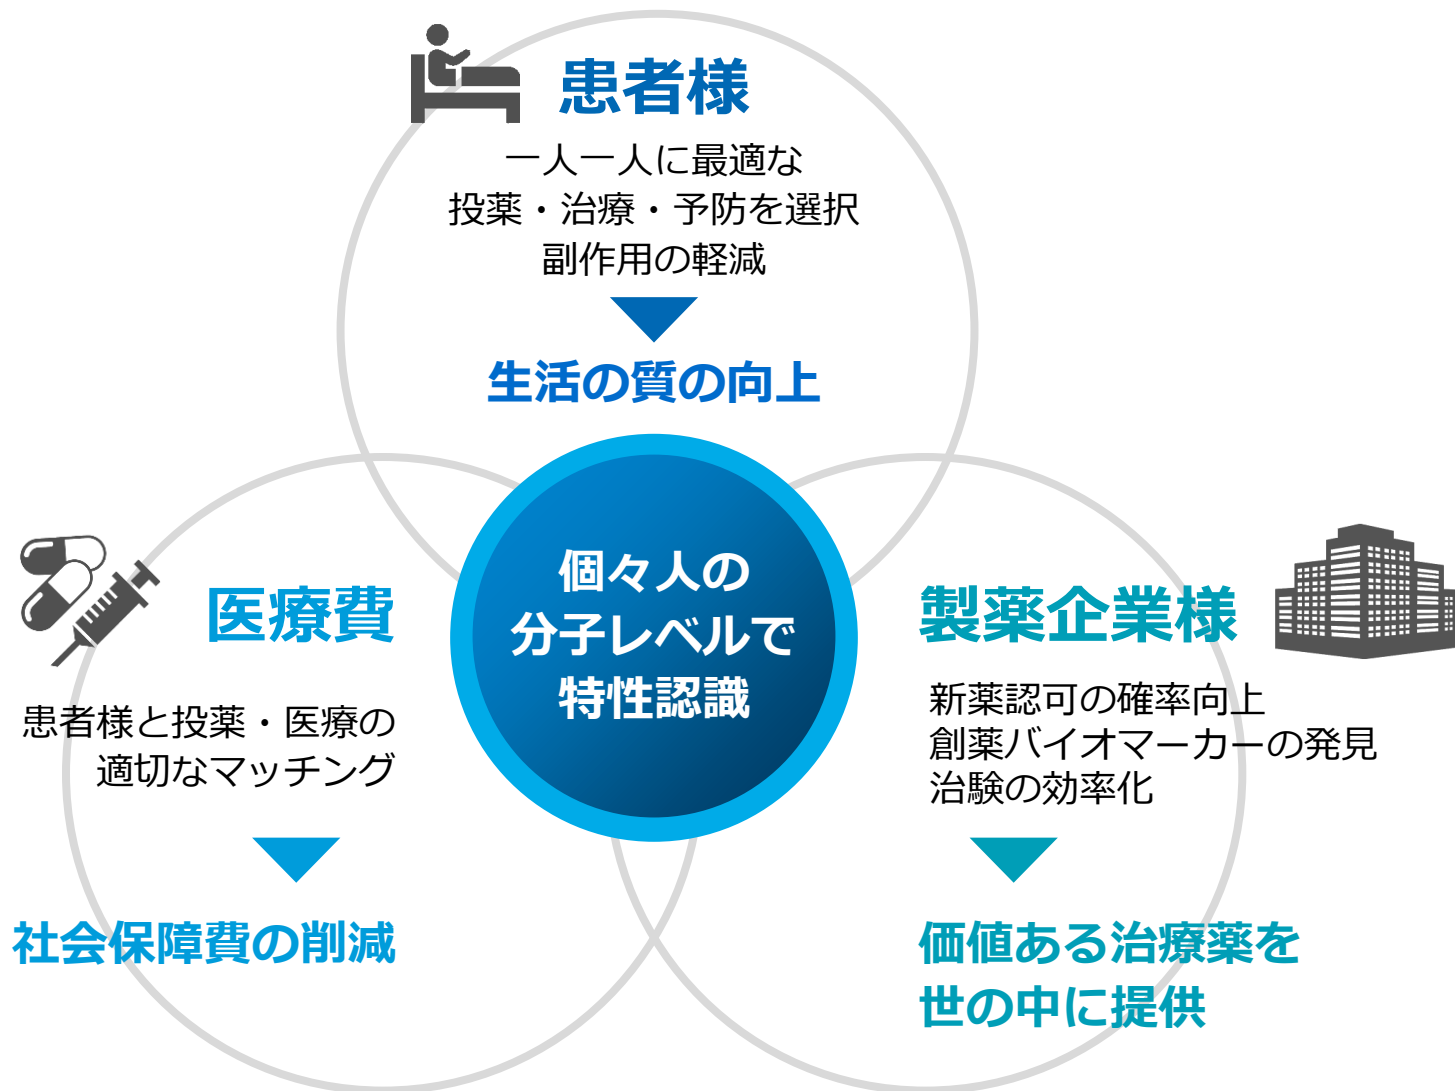 患者様
一人一人に最適な
投薬・治療・予防を選択
副作用の軽減
生活の質の向上
個々人の
分子レベルで
特性認識
医療費
患者様と投薬・医療の
適切なマッチング
社会保障費の削減
製薬企業様
新薬認可の確率向上
創薬バイオマーカーの発見
治験の効率化
価値ある治療薬を
世の中に提供